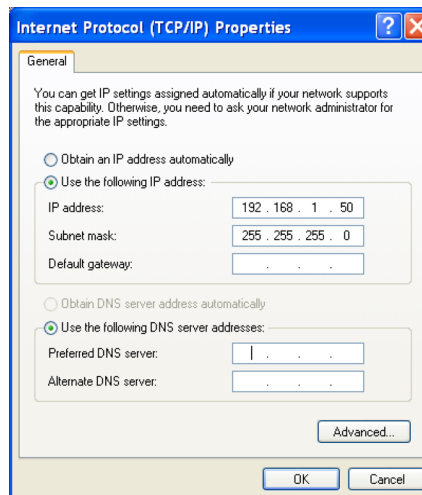 Internet Protocol (TCP/IP) Properties
General
You can get IP settings assigned automatically if your network supports
this capability. Otherwise, you need to ask your network administrator for
the appropriate IP settings.
Obtain an IP address automatically
Use the following IP address:
IP address: 192 . 168 . 1 . 50
Subnet mask: 255 . 255 . 255 . 0
Default gateway: . . .
Obtain DNS server address automatically
Use the following DNS server addresses:
Preferred DNS server: . . .
Alternate DNS server: . . .
Advanced...
OK Cancel